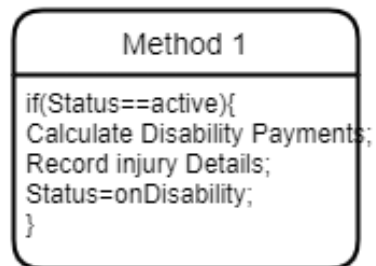 Method 1
if(Status==active){
Calculate Disability Payments;
Record injury Details;
Status=onDisability;
}